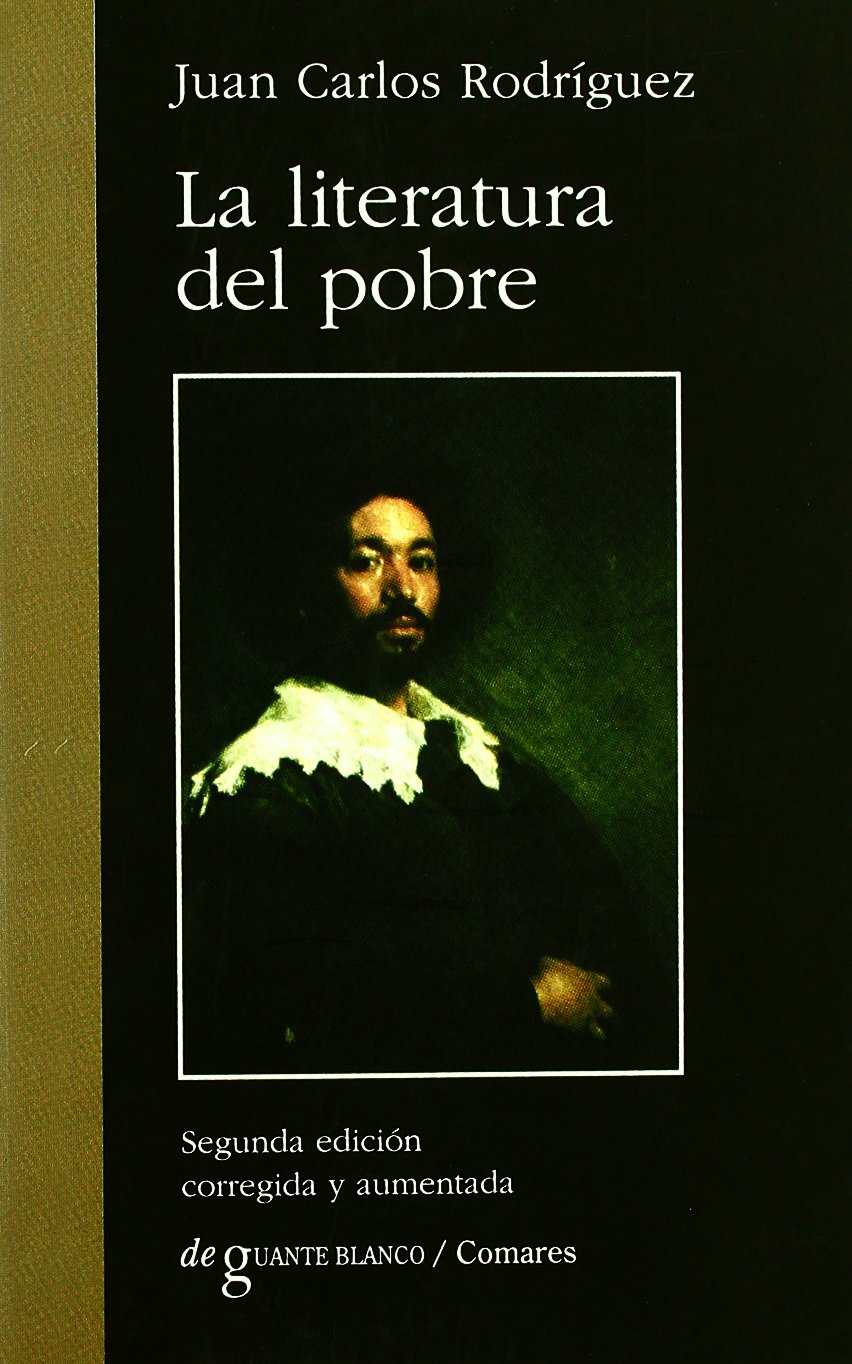 Juan Carlos Rodríguez
La literatura
del pobre
Segunda edición
corregida y aumentada
de guante blanco / Comares